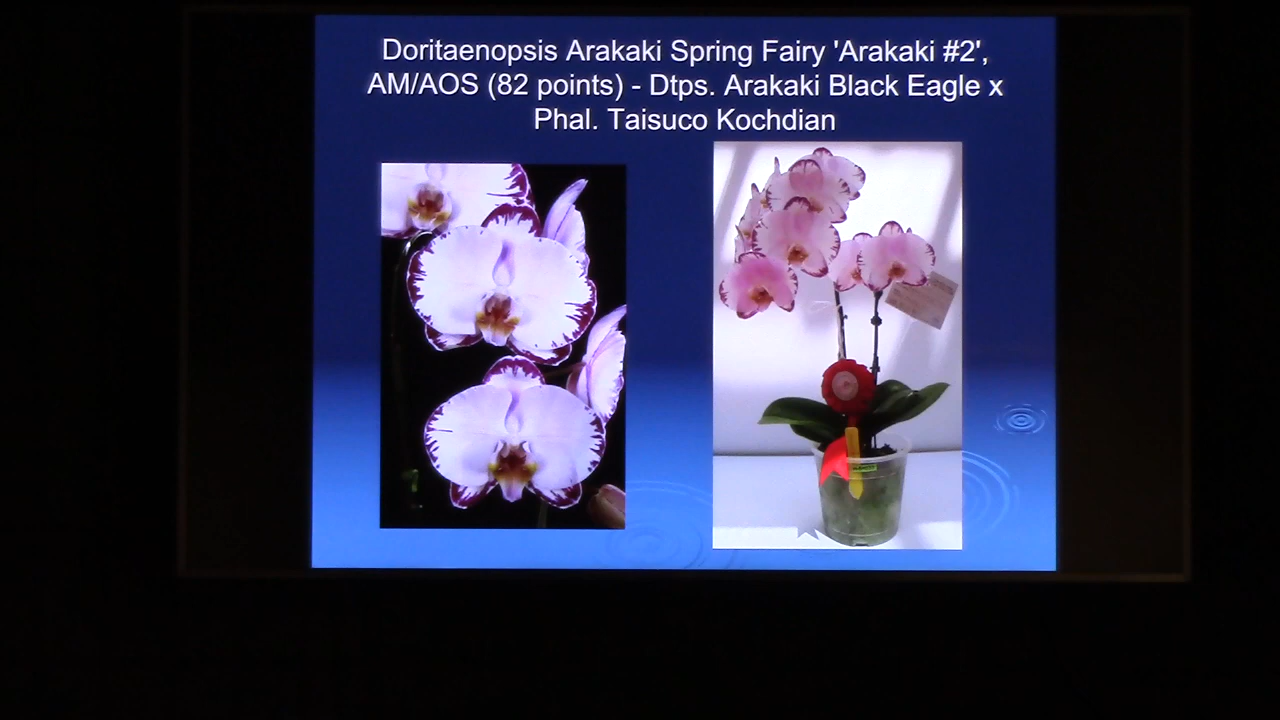 Doritaenopsis Arakaki Spring Fairy 'Arakaki #2',
AM/AOS (82 points) - Dtps. Arakaki Black Eagle x
Phal. Taisuco Kochdian